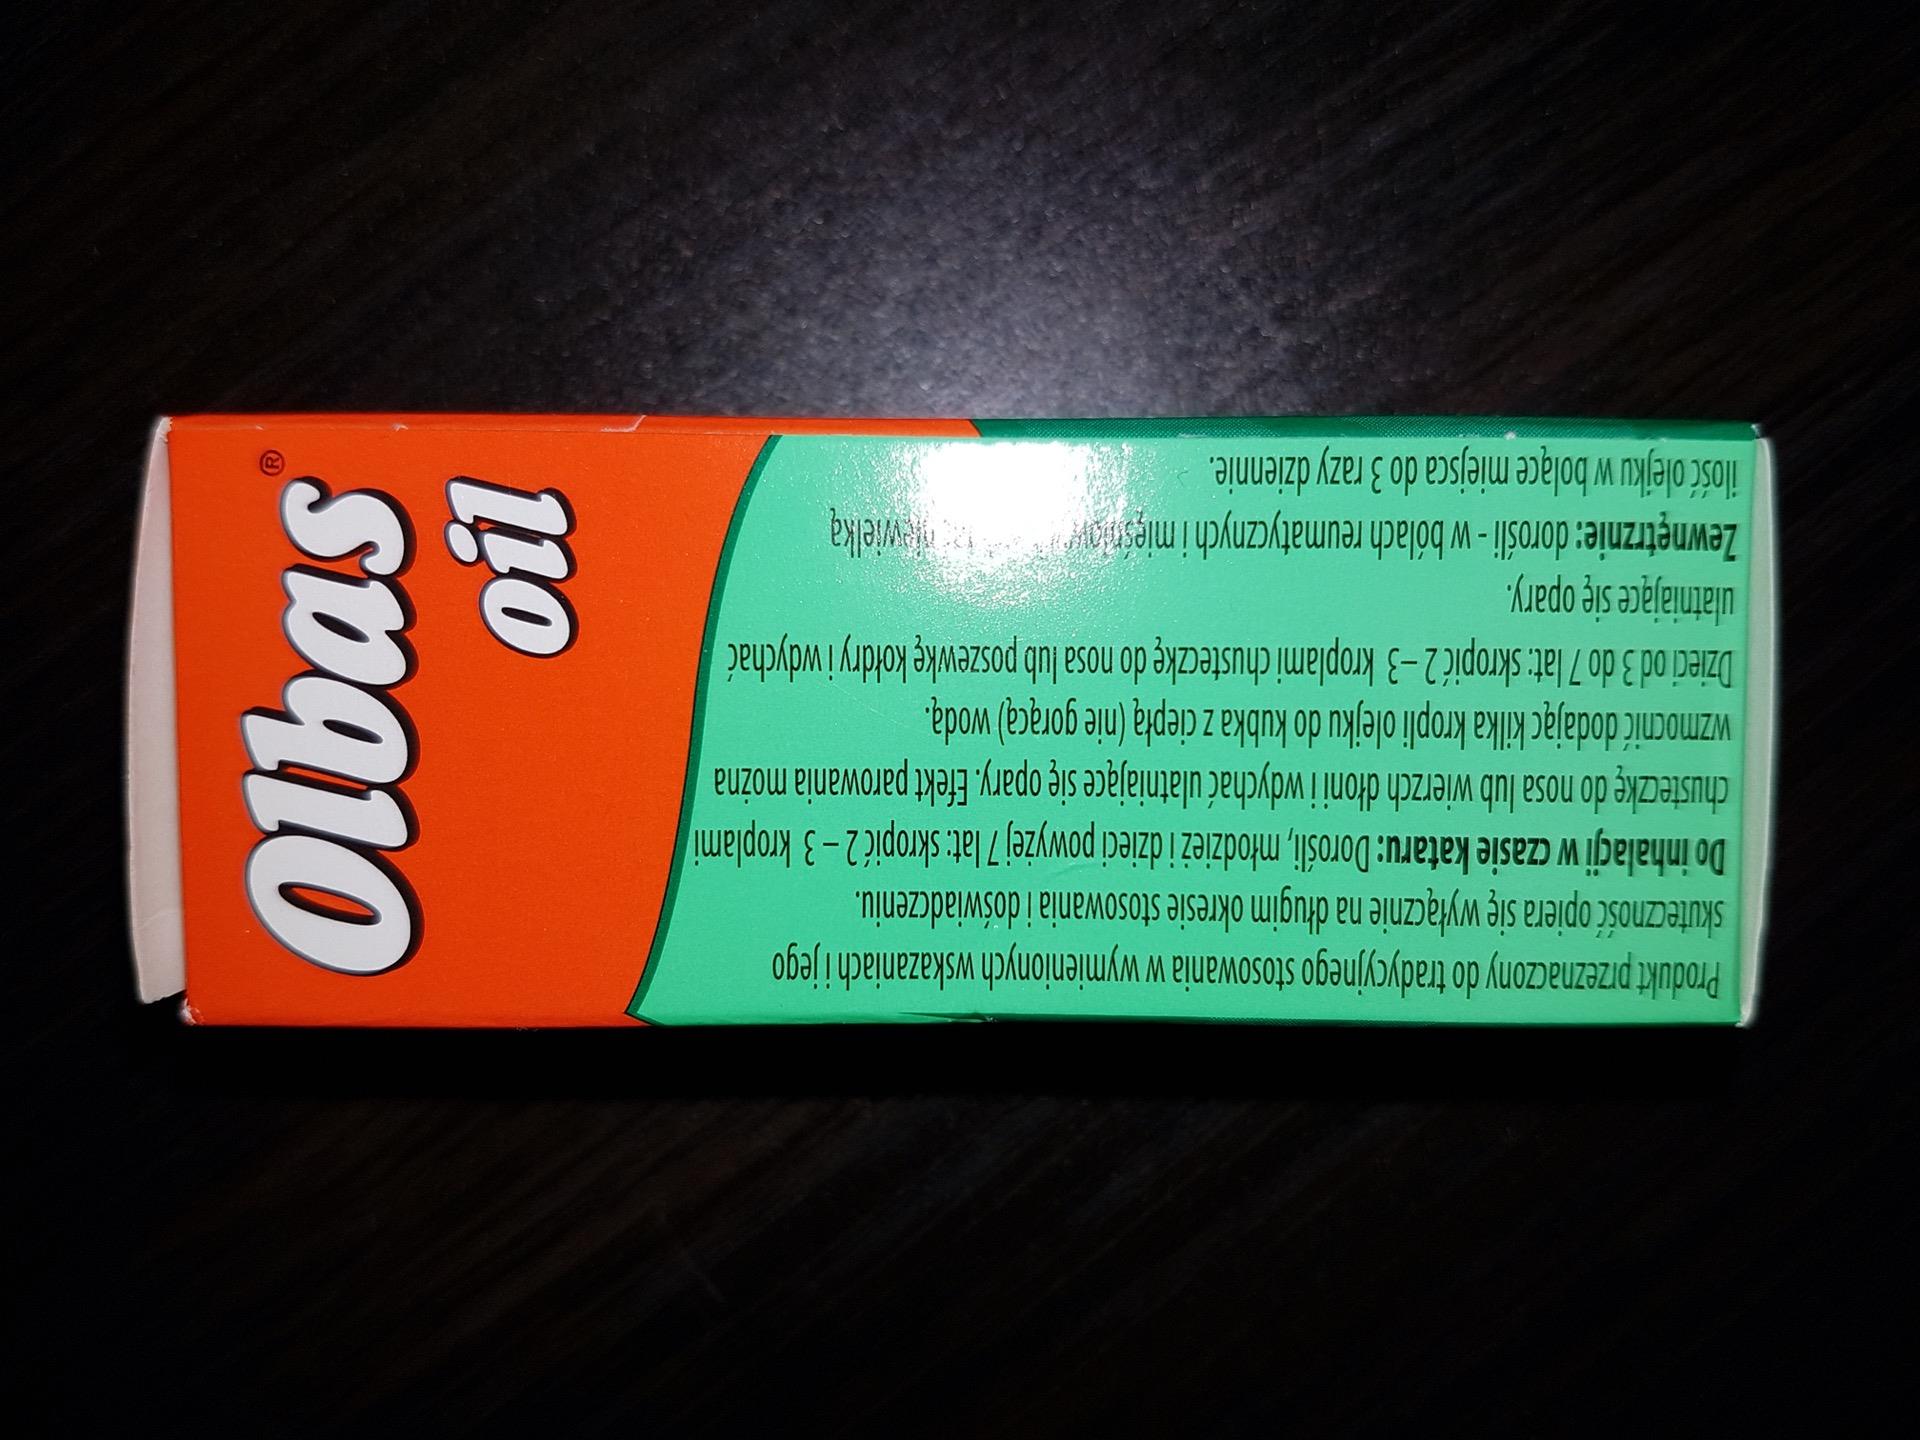 Olbas®
oil
Produkt przeznaczony do tradycyjnego stosowania w wymienionych wskazaniach i jego
skuteczność opiera się wyłącznie na długim okresie stosowania i doświadczeniu.
Do inhalacji w czasie kataru: Dorośli, młodzież i dzieci powyżej 7 lat: skropić 2 – 3 kroplami
chusteczkę do nosa lub wierzch dłoni i wdychać ulatniające się opary. Efekt parowania można
wzmocnić dodając kilka kropli olejku do kubka z ciepłą (nie gorącą) wodą.
Dzieci od 3 do 7 lat: skropić 2 – 3 kroplami chusteczkę do nosa lub poszewkę kołdry i wdychać
ulatniające się opary.
Zewnętrznie: dorośli - w bólach reumatycznych i niewielką
ilość olejku w bolące miejsca do 3 razy dziennie.